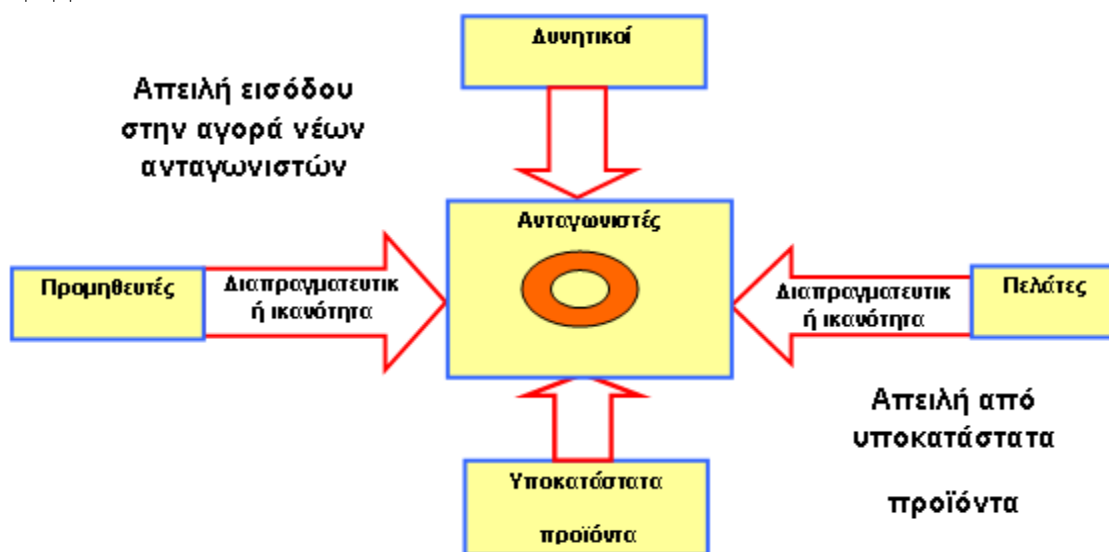 Δυνητικοί
Απειλή εισόδου
στην αγορά νέων
ανταγωνιστών
Ανταγωνιστές
Προμηθευτές
Διαπραγματευτικ
ή ικανότητα
Διαπραγματευτικ
ή ικανότητα
Πελάτες
Απειλή από
υποκατάστατα
προϊόντα
Υποκατάστατα
προϊόντα